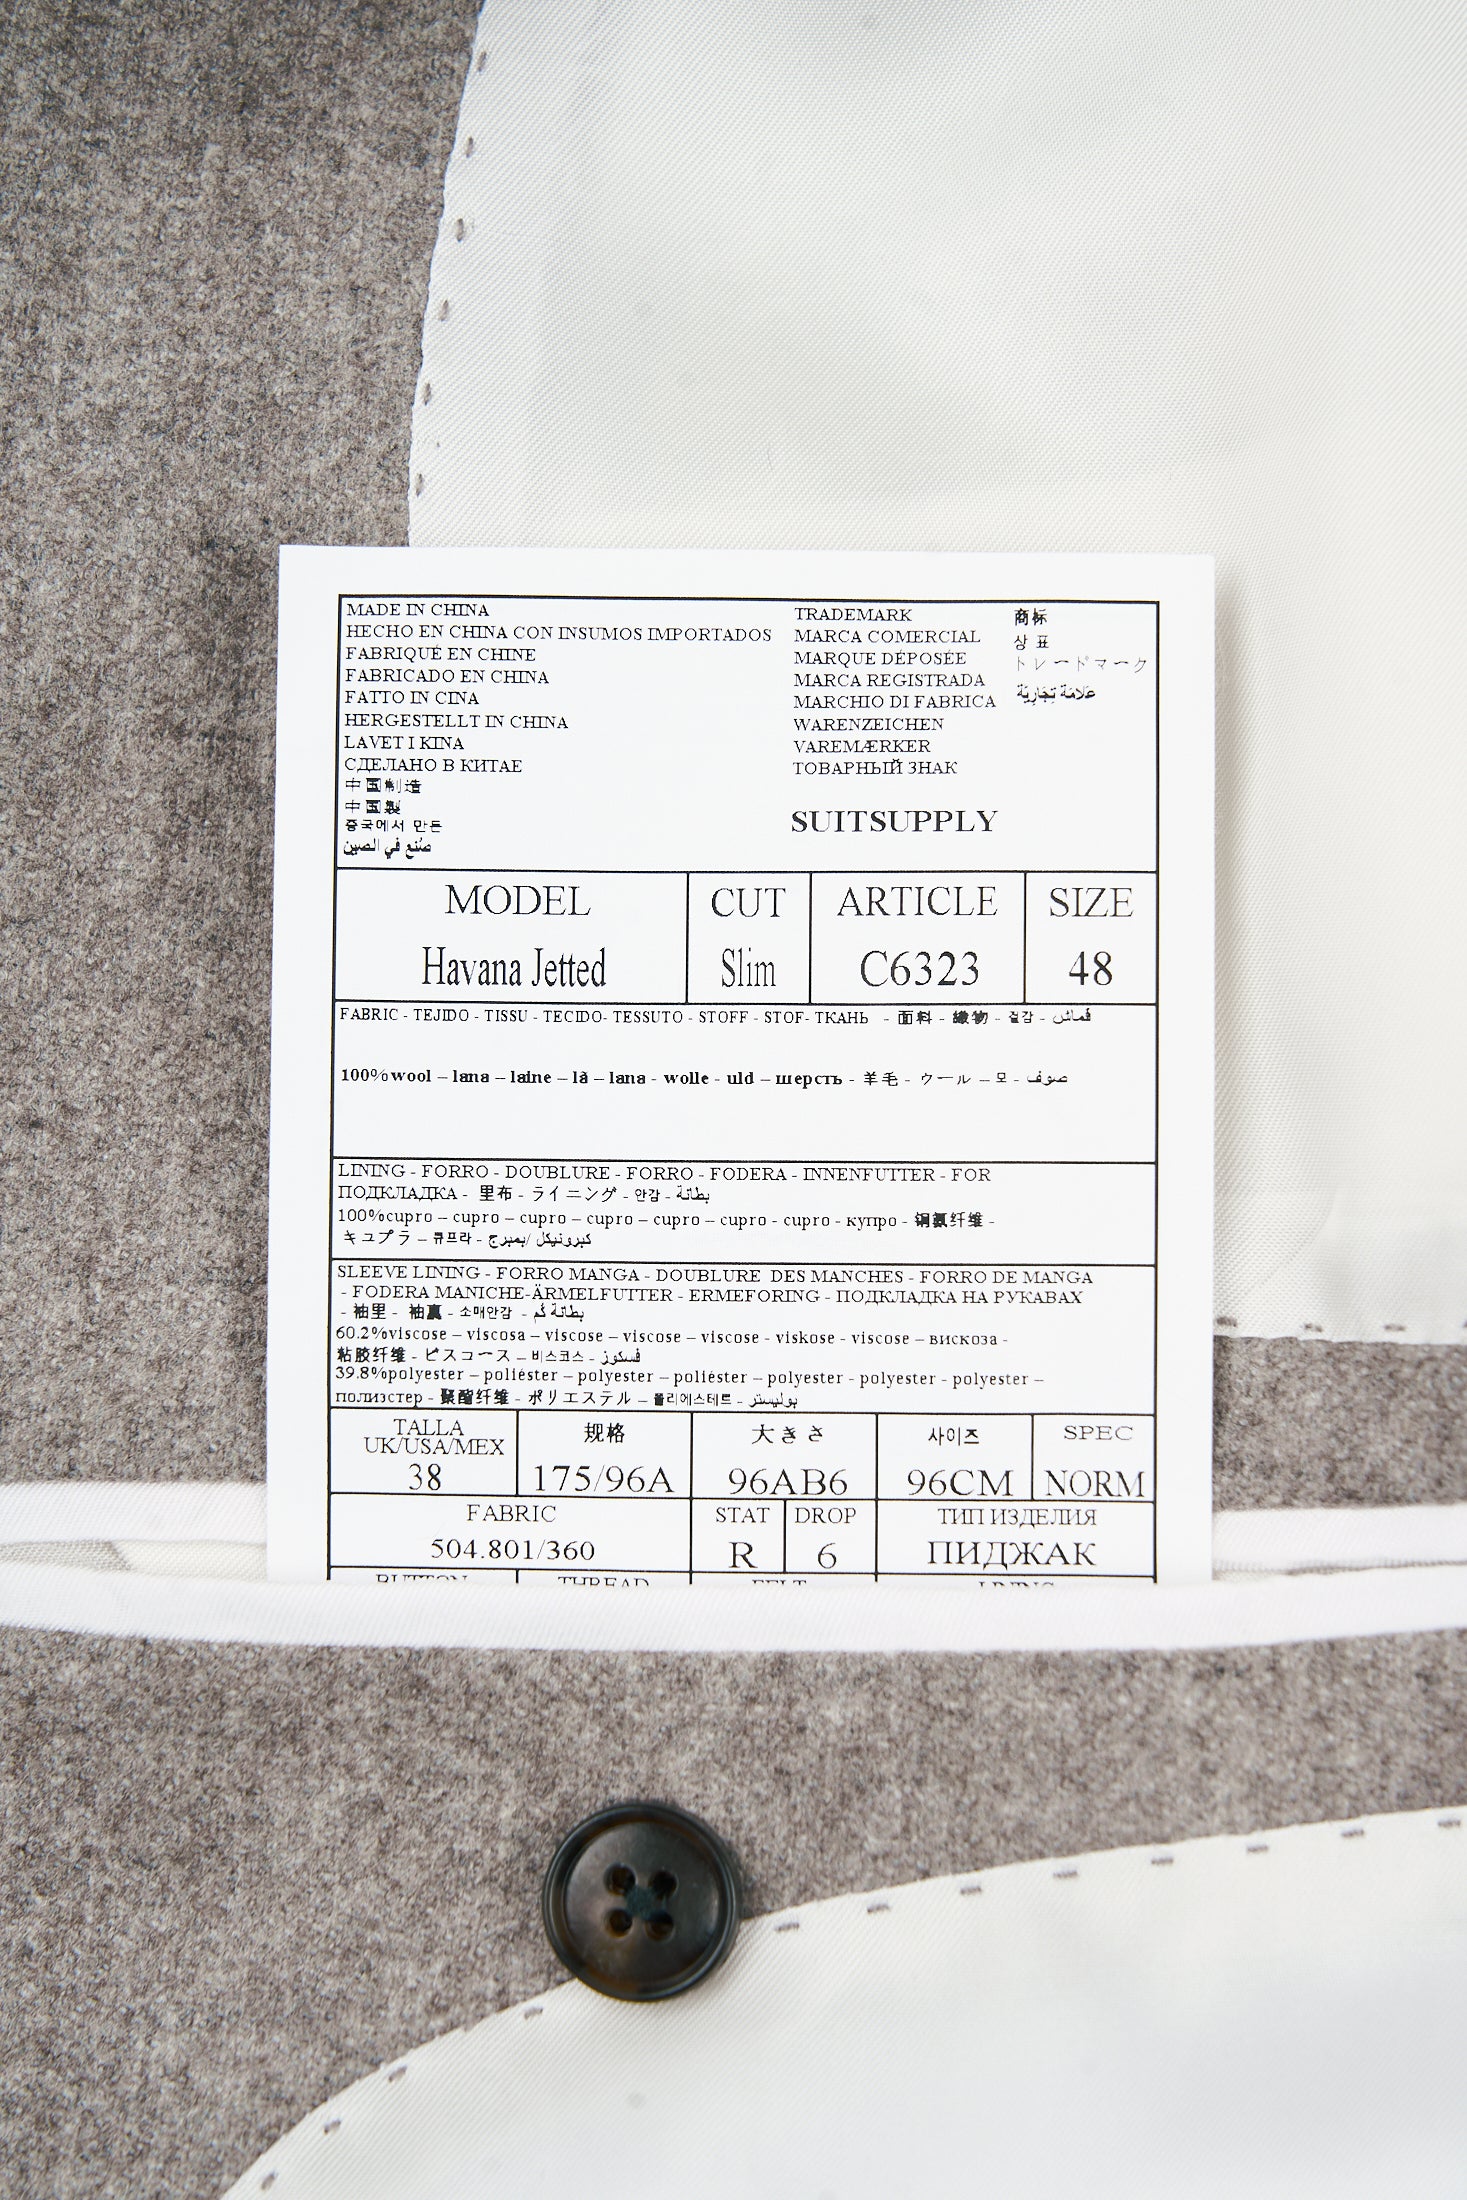 MADE IN CHINA
HECHO EN CHINA CON INSUMOS IMPORTADOS
FABRIQUÉ EN CHINE
FABRICADO EN CHINA
FATTO IN CINA
HERGESTELLT IN CHINA
LAVET I KINA
СДЕЛАНО В КИТАЕ
中国制造
中国製
중국에서 만든
صُنع في الصين
TRADEMARK
MARCA COMERCIAL
MARQUE DÉPOSÉE
MARCA REGISTRADA
MARCHIO DI FABRICA
WARENZEICHEN
VAREMÆRKER
ТОВАРНЫЙ ЗНАК
商标
상 표
トレードマーク
عَلامَة تِجَارِيَّة
SUITSUPPLY
MODEL CUT ARTICLE SIZE
Havana Jetted Slim C6323 48
FABRIC - TEJIDO - TISSU - TECIDO- TESSUTO - STOFF - STOF- ТКАНЬ - 面料 - 織物 - 질감 - قماش
100%wool – lana – laine – là – lana - wolle - uld – шерсть - 羊毛 - ウール – 모 - صوف
LINING - FORRO - DOUBLURE - FORRO - FODERA - INNENFUTTER - FOR
ПОДКЛАДКА - 里布 - ライニング - 안감 - بطانة
100%cupro – cupro – cupro – cupro – cupro – cupro - cupro - купро - 铜氨纤维 -
キュプラ – 큐프라 - كبرونيكل /بمبرج
SLEEVE LINING - FORRO MANGA - DOUBLURE DES MANCHES - FORRO DE MANGA
- FODERA MANICHE-ÄRMELFUTTER - ERMEFORING - ПОДКЛАДКА НА РУКАВАХ
- 袖里 - 袖裏 - 소매안감 - بطانة كُم
60.2%viscose – viscosa – viscose – viscose – viscose - viskose - viscose – вискоза -
粘胶纤维 - ビスコース – 비스코스 - فسكوز
39.8%polyester – poliéster – polyester – poliéster – polyester - polyester - polyester –
полиэстер - 聚酯纤维 - ポリエステル – 폴리에스테르 - بوليستر
TALLA
UK/USA/MEX 规格 大きさ 사이즈 SPEC
38 175/96A 96AB6 96CM NORM
FABRIC STAT DROP ТИП ИЗДЕЛИЯ
504.801/360 R 6 ПИДЖАК
BUTTON THREAD FELT LINING